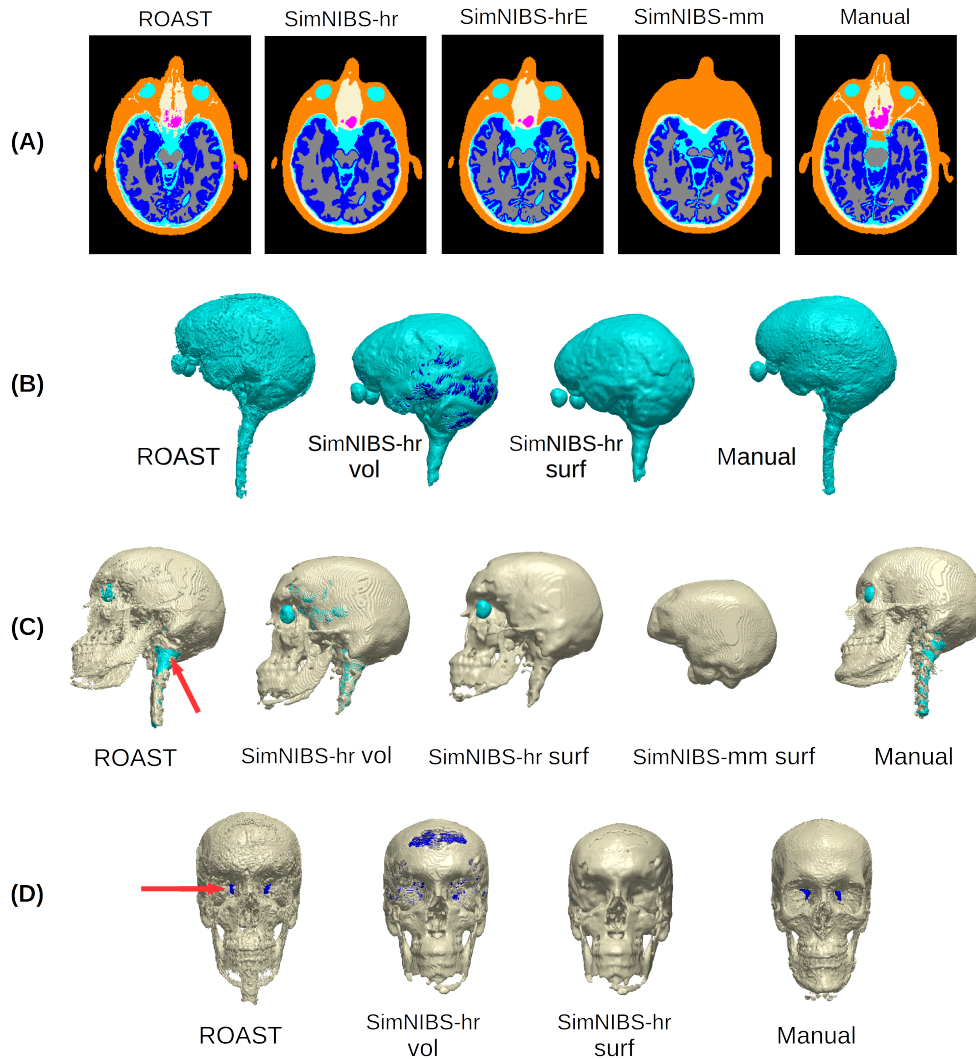 ROAST SimNIBS-hr SimNIBS-hrE SimNIBS-mm Manual
(A)
(B)
ROAST SimNIBS-hr vol SimNIBS-hr surf Manual
(C)
ROAST SimNIBS-hr vol SimNIBS-hr surf SimNIBS-mm surf Manual
(D)
ROAST SimNIBS-hr vol SimNIBS-hr surf Manual